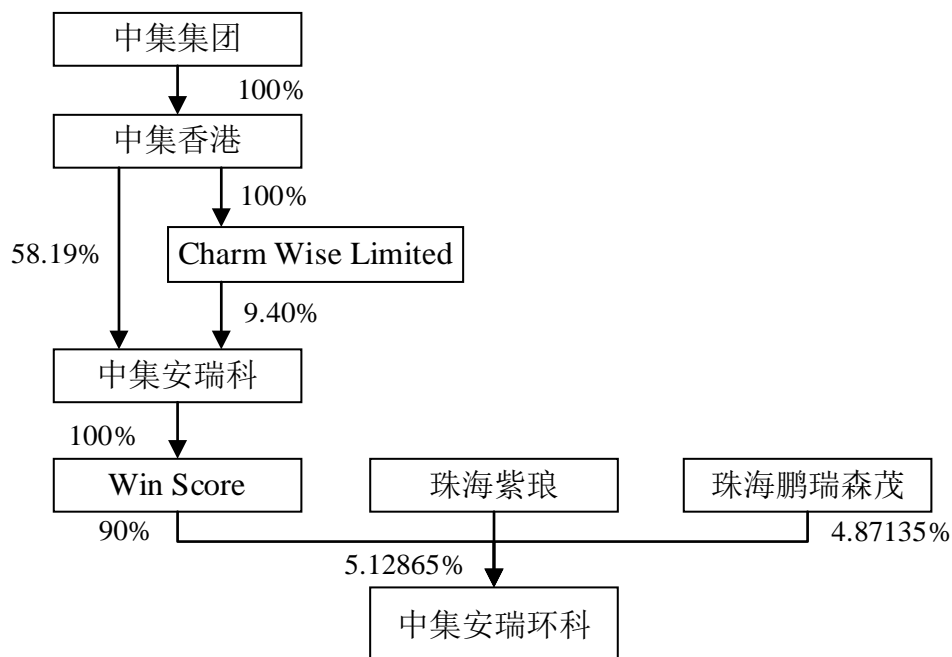 中集集团
100%
中集香港
100%
58.19%
Charm Wise Limited
9.40%
中集安瑞科
100%
Win Score
珠海紫琅
珠海鹏瑞森茂
90%
4.87135%
5.12865%
中集安瑞环科